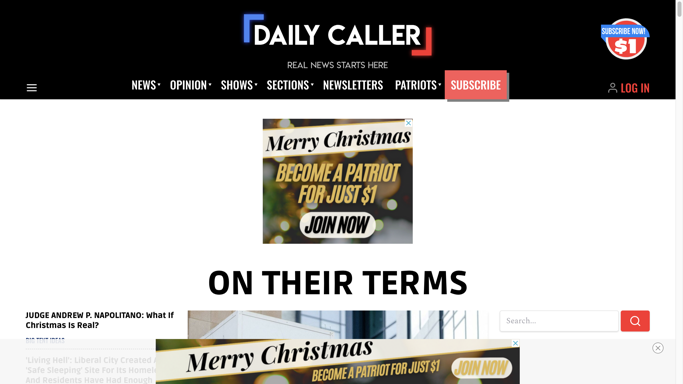 DAILY CALLER
REAL NEWS STARTS HERE
SUBSCRIBE NOW!
$1
NEWS OPINION SHOWS SECTIONS NEWSLETTERS PATRIOTS SUBSCRIBE
LOG IN
Merry Christmas
BECOME A PATRIOT
FOR JUST $1
JOIN NOW
ON THEIR TERMS
JUDGE ANDREW P. NAPOLITANO: What If
Christmas Is Real?
Search...
'Living Hell': Liberal City Created
'Safe Sleeping' Site For Its Homel
And Residents Have Had Enough
Merry Christmas
BECOME A PATRIOT FOR JUST $1
JOIN NOW